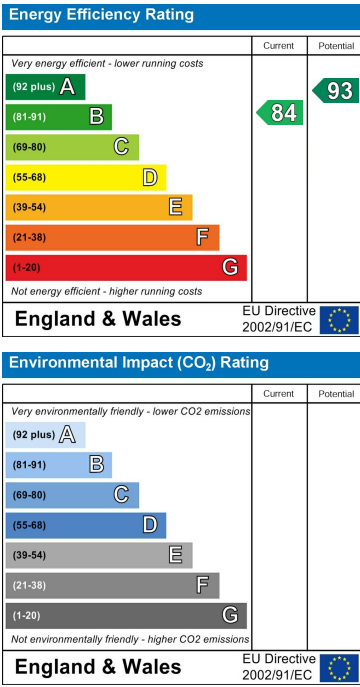 Energy Efficiency Rating
Current Potential
Very energy efficient - lower running costs
(92 plus) A
93
(81-91) B
84
(69-80) C
(55-68) D
(39-54) E
(21-38) F
(1-20) G
Not energy efficient - higher running costs
England & Wales
EU Directive
2002/91/EC
Environmental Impact (CO₂) Rating
Current Potential
Very environmentally friendly - lower CO2 emissions
(92 plus) A
(81-91) B
(69-80) C
(55-68) D
(39-54) E
(21-38) F
(1-20) G
Not environmentally friendly - higher CO2 emissions
England & Wales
EU Directive
2002/91/EC